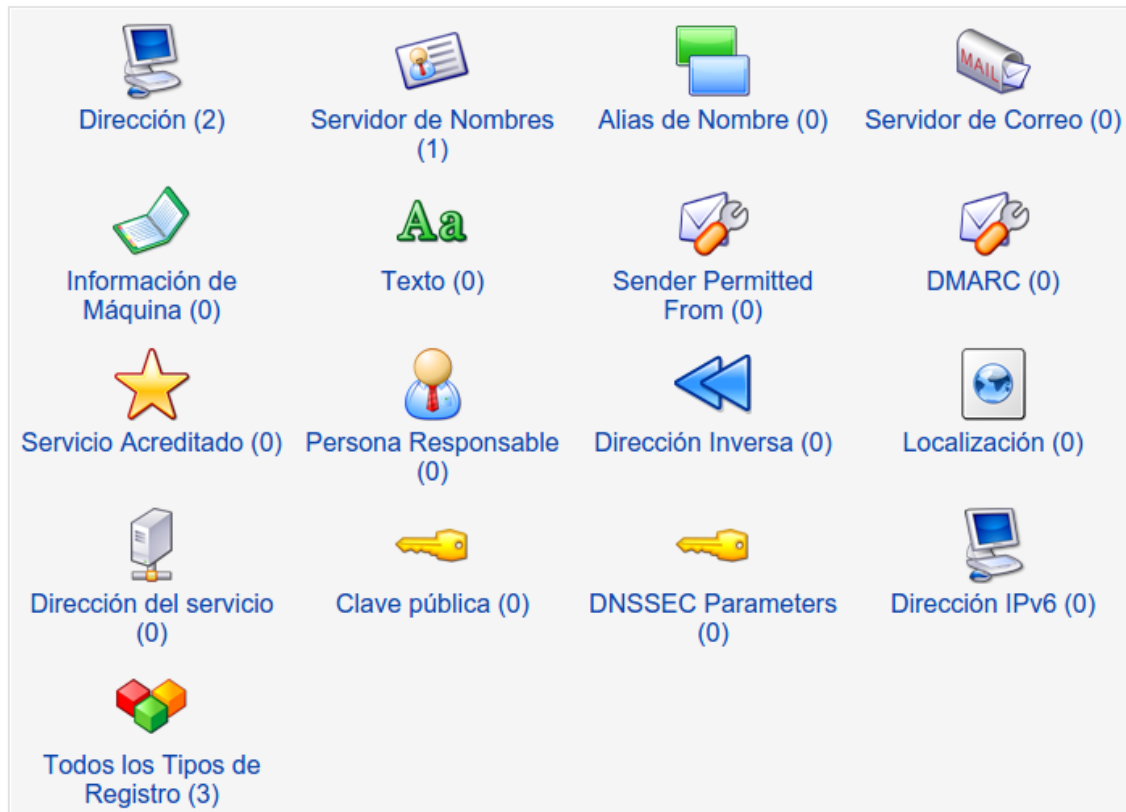 MAIL
Dirección (2)
Servidor de Nombres
(1)
Alias de Nombre (0)
Servidor de Correo (0)
Aa
Información de
Máquina (0)
Texto (0)
Sender Permitted
From (0)
DMARC (0)
Servicio Acreditado (0)
Persona Responsable
(0)
Dirección Inversa (0)
Localización (0)
Dirección del servicio
(0)
Clave pública (0)
DNSSEC Parameters
(0)
Dirección IPv6 (0)
Todos los Tipos de
Registro (3)